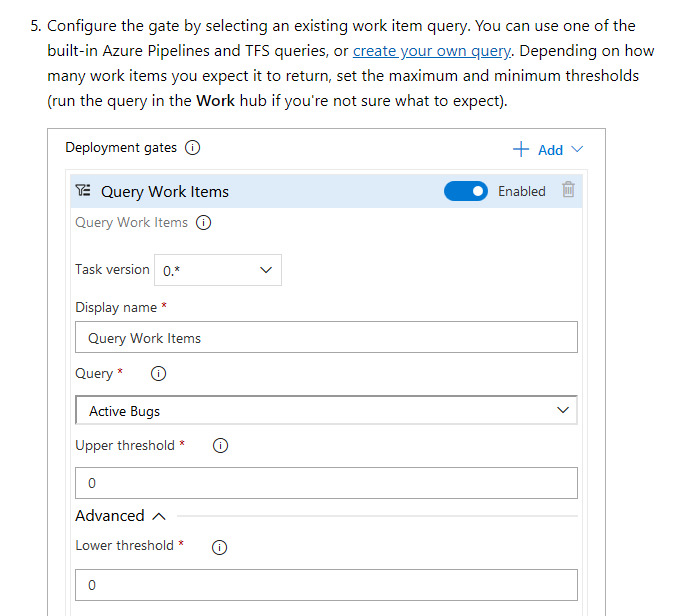 5. Configure the gate by selecting an existing work item query. You can use one of the
built-in Azure Pipelines and TFS queries, or create your own query. Depending on how
many work items you expect it to return, set the maximum and minimum thresholds
(run the query in the Work hub if you're not sure what to expect).
Deployment gates
Add
Query Work Items
Enabled
Query Work Items
Task version 0.*
Display name *
Query Work Items
Query *
Active Bugs
Upper threshold *
0
Advanced
Lower threshold *
0